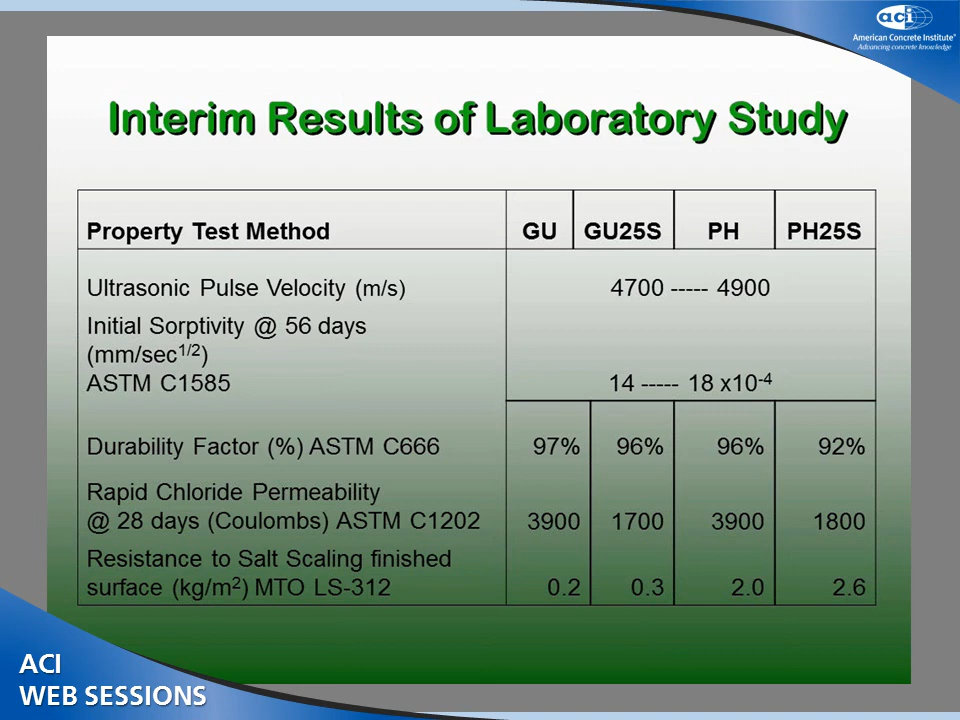 aci
American Concrete Institute®
Advancing concrete knowledge
Interim Results of Laboratory Study
Property Test Method GU GU25S PH PH25S
Ultrasonic Pulse Velocity (m/s) 4700 ----- 4900
Initial Sorptivity @ 56 days
(mm/sec1/2)
ASTM C1585 14 ----- 18 x10-4
Durability Factor (%) ASTM C666 97% 96% 96% 92%
Rapid Chloride Permeability
@ 28 days (Coulombs) ASTM C1202 3900 1700 3900 1800
Resistance to Salt Scaling finished
surface (kg/m2) MTO LS-312 0.2 0.3 2.0 2.6
ACI
WEB SESSIONS